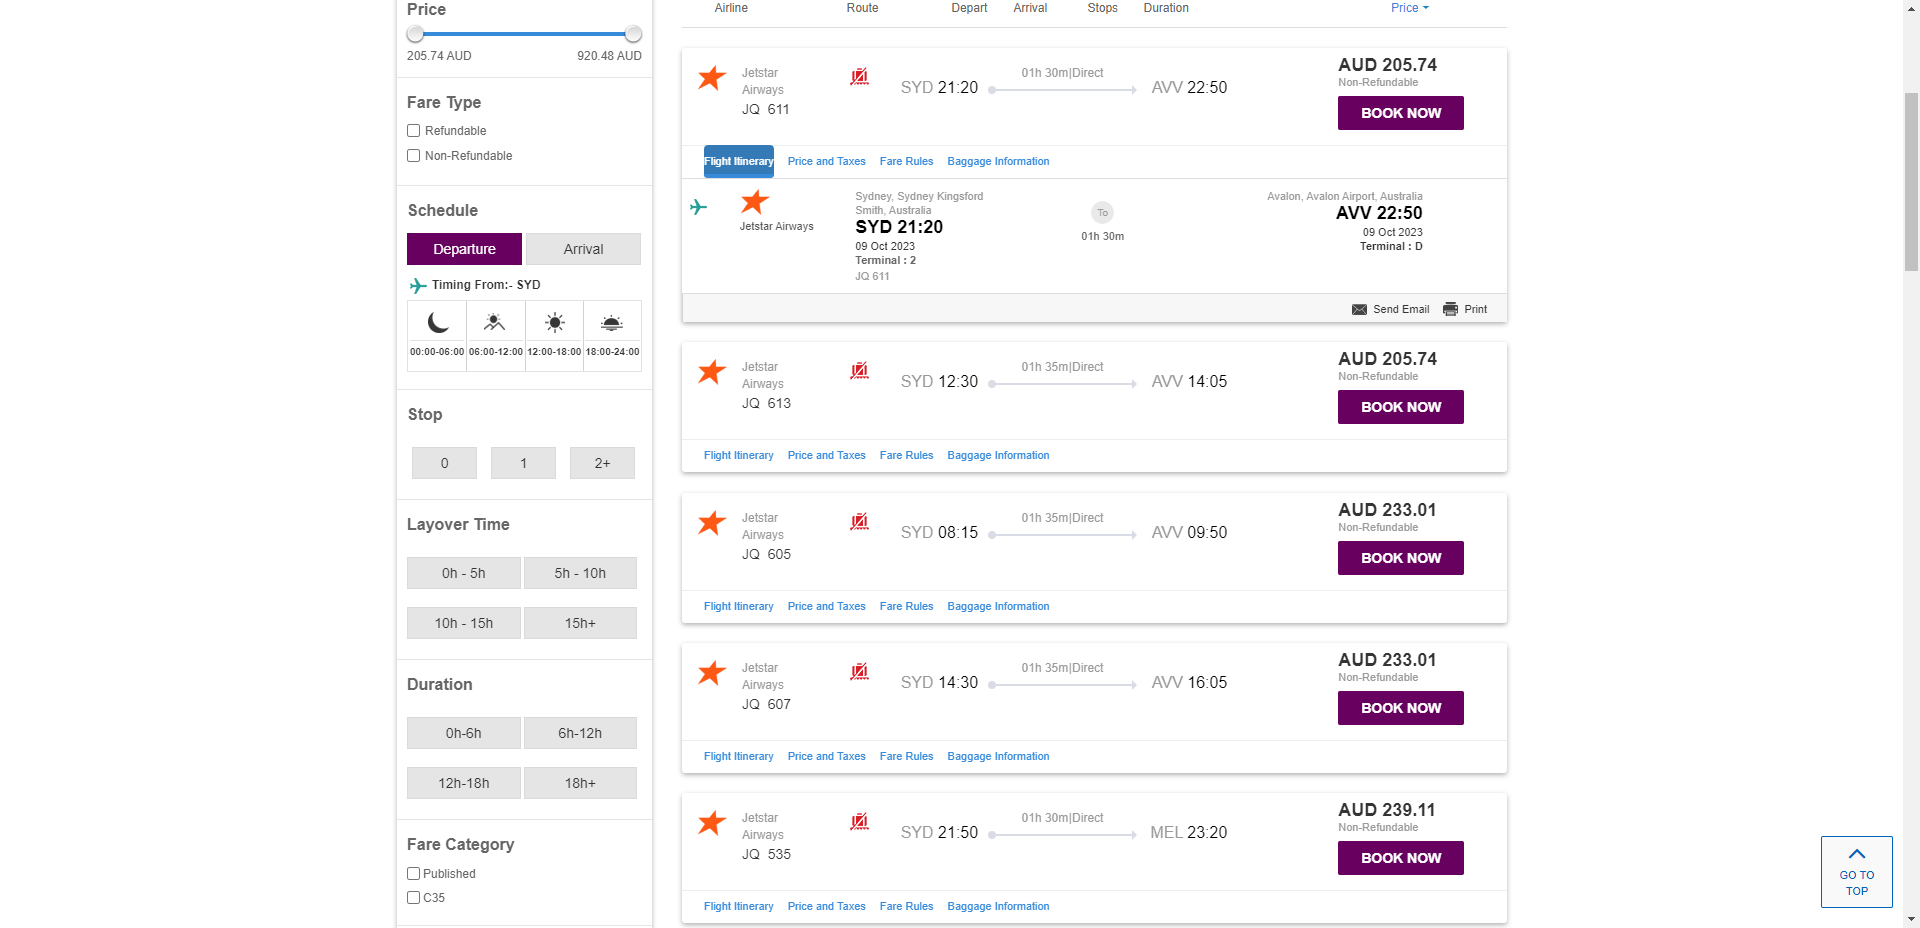 Price
205.74 AUD 920.48 AUD
Fare Type
Refundable
Non-Refundable
Schedule
Departure Arrival
Timing From:- SYD
00:00-06:00 06:00-12:00 12:00-18:00 18:00-24:00
Stop
0 1 2+
Layover Time
0h - 5h 5h - 10h
10h - 15h 15h+
Duration
0h-6h 6h-12h
12h-18h 18h+
Fare Category
Published
C35
Airline Route Depart Arrival Stops Duration Price
Jetstar
Airways
JQ 611
SYD 21:20
01h 30m|Direct
AVV 22:50
AUD 205.74
Non-Refundable
BOOK NOW
Flight Itinerary Price and Taxes Fare Rules Baggage Information
Jetstar Airways
Sydney, Sydney Kingsford
Smith, Australia
SYD 21:20
09 Oct 2023
Terminal : 2
JQ 611
To
01h 30m
Avalon, Avalon Airport, Australia
AVV 22:50
09 Oct 2023
Terminal : D
Send Email Print
Jetstar
Airways
JQ 613
SYD 12:30
01h 35m|Direct
AVV 14:05
AUD 205.74
Non-Refundable
BOOK NOW
Flight Itinerary Price and Taxes Fare Rules Baggage Information
Jetstar
Airways
JQ 605
SYD 08:15
01h 35m|Direct
AVV 09:50
AUD 233.01
Non-Refundable
BOOK NOW
Flight Itinerary Price and Taxes Fare Rules Baggage Information
Jetstar
Airways
JQ 607
SYD 14:30
01h 35m|Direct
AVV 16:05
AUD 233.01
Non-Refundable
BOOK NOW
Flight Itinerary Price and Taxes Fare Rules Baggage Information
Jetstar
Airways
JQ 535
SYD 21:50
01h 30m|Direct
MEL 23:20
AUD 239.11
Non-Refundable
BOOK NOW
Flight Itinerary Price and Taxes Fare Rules Baggage Information
GO TO
TOP